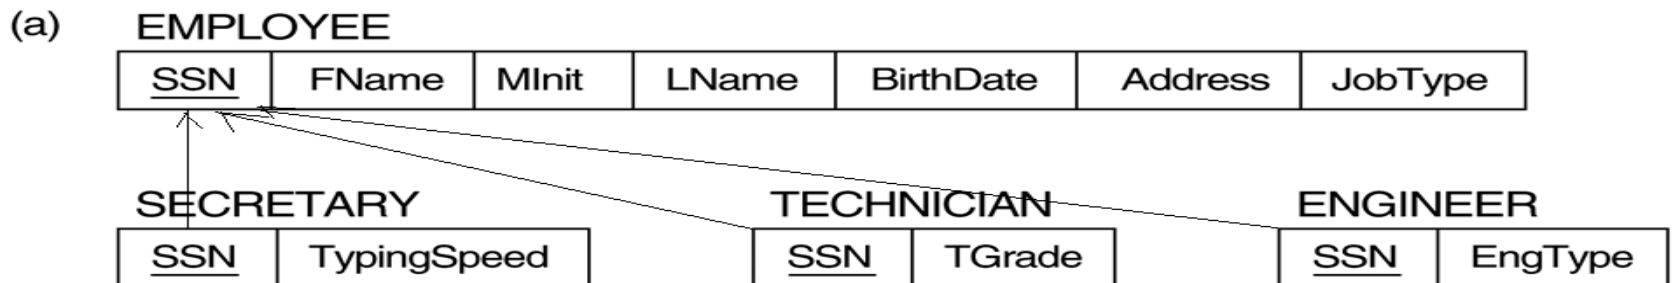 (a) EMPLOYEE
SSN FName MInit LName BirthDate Address JobType
SECRETARY TECHNICIAN ENGINEER
SSN TypingSpeed SSN TGrade SSN EngType